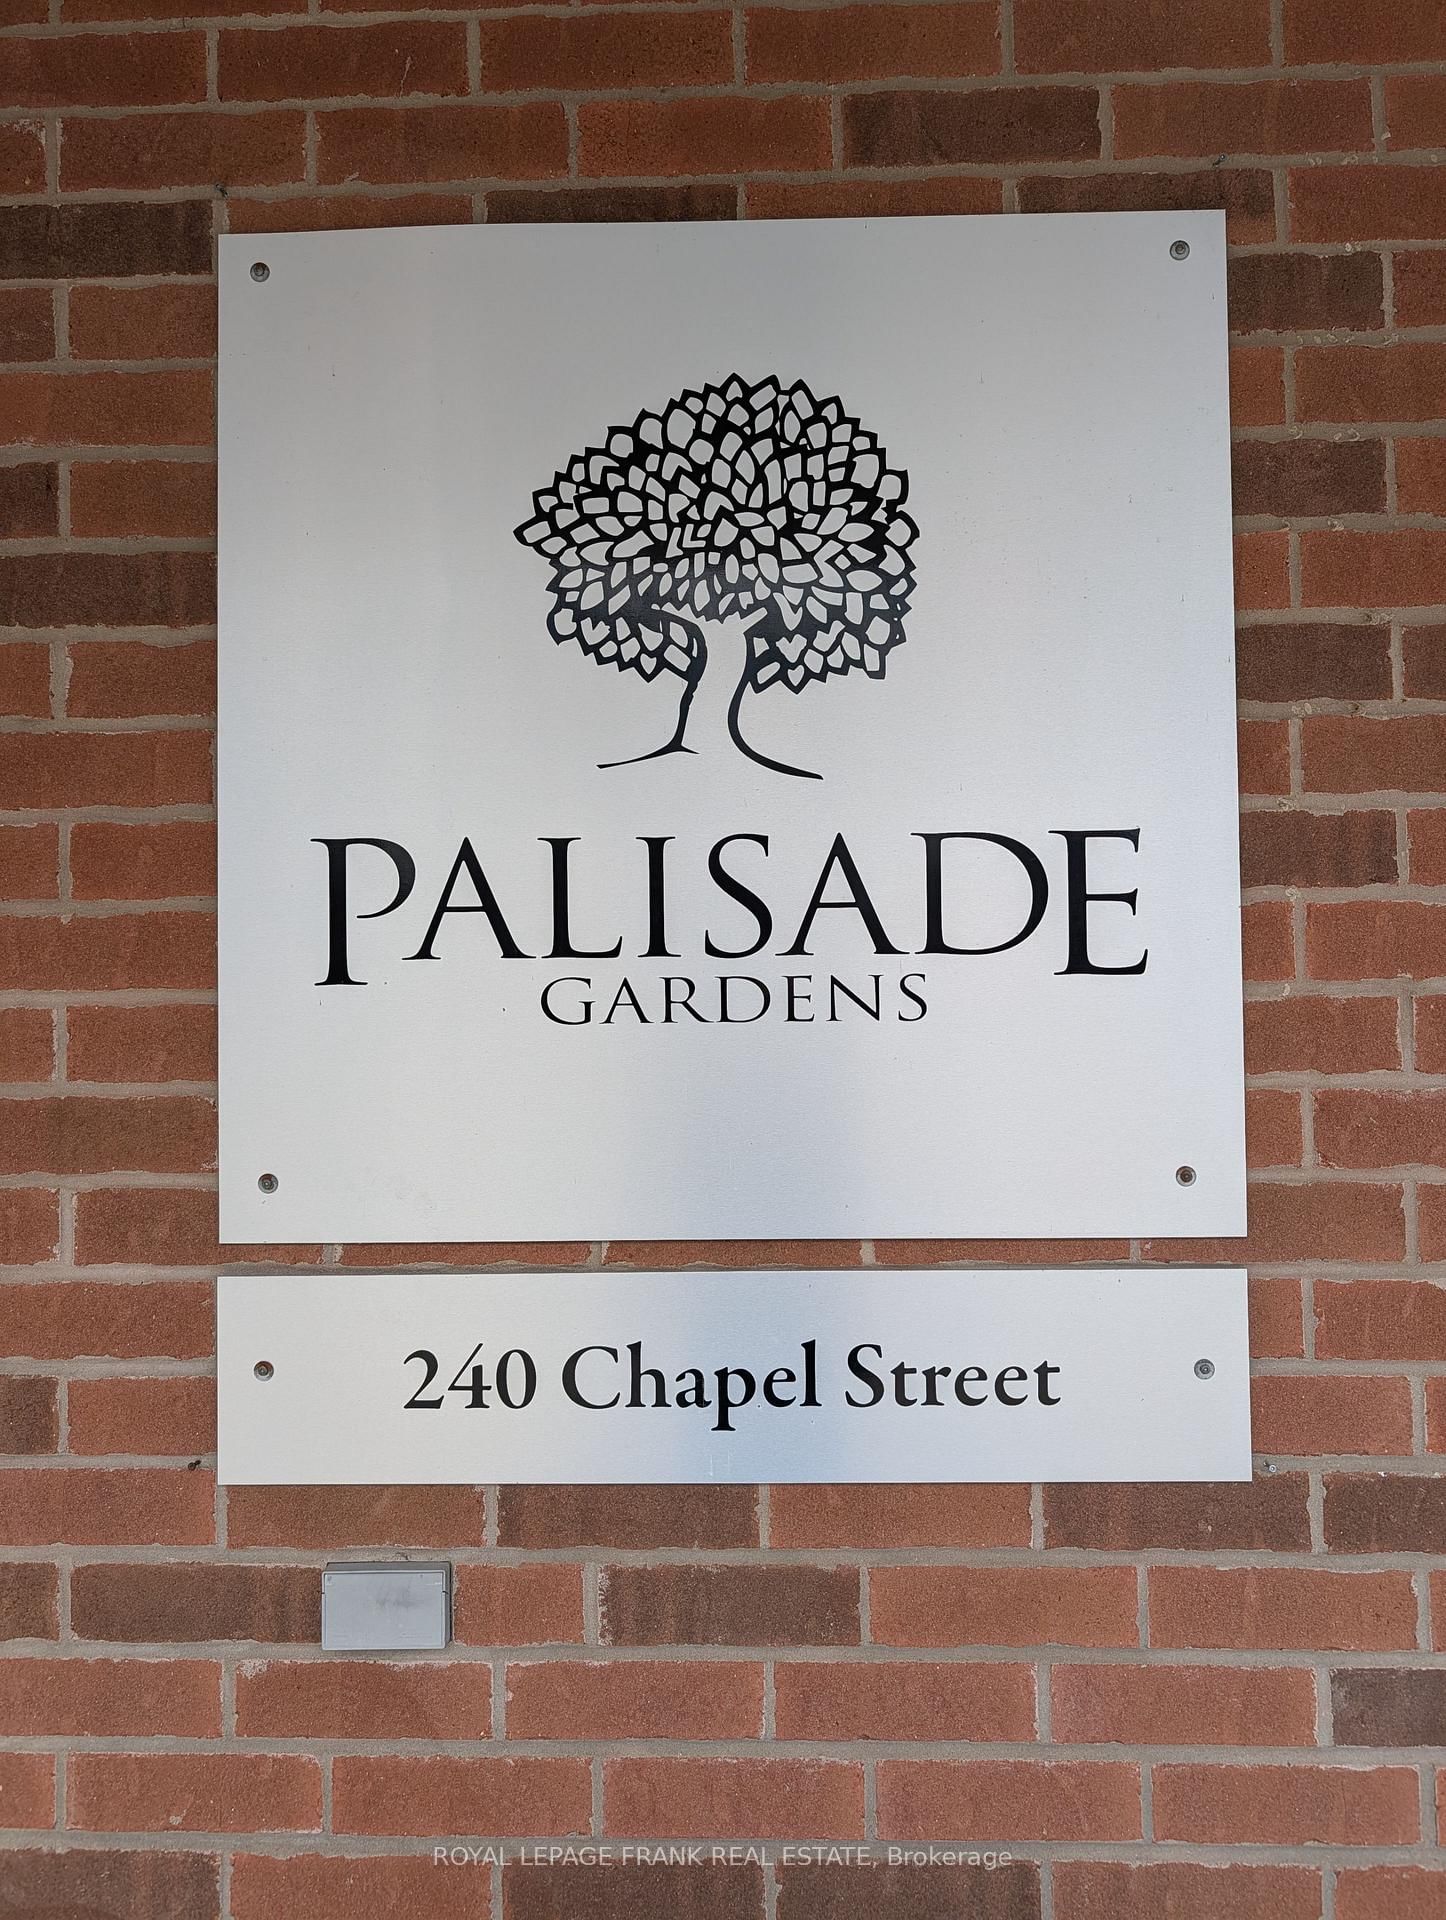 PALISADE
GARDENS
240 Chapel Street
ROYAL LEPAGE FRANK REAL ESTATE, Brokerage